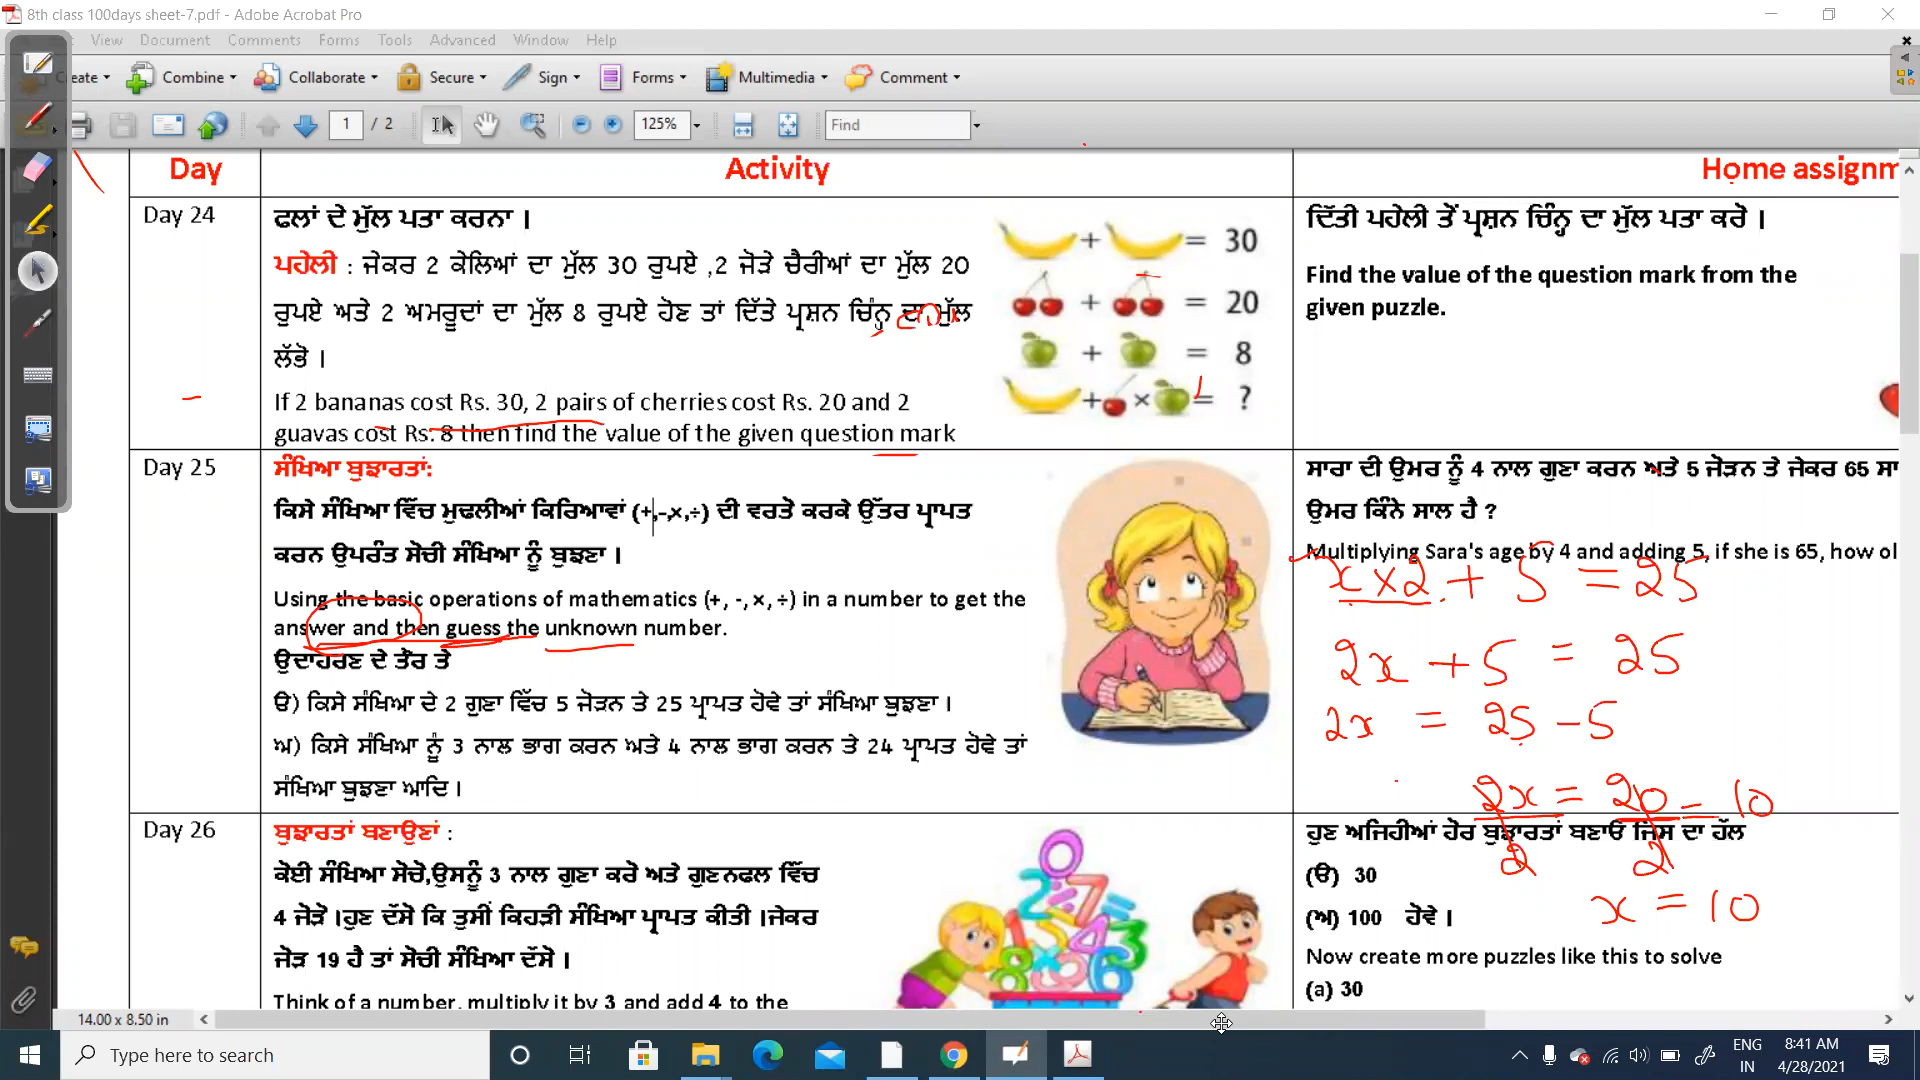 8th class 100days sheet-7.pdf - Adobe Acrobat Pro
View Document Comments Forms Tools Advanced Window Help
Create Combine Collaborate Secure Sign Forms Multimedia Comment
1 / 2 125% Find
Day Activity Home assignm
Day 24
ਫਲਾਂ ਦੇ ਮੁੱਲ ਪਤਾ ਕਰਨਾ ।
ਪਹੇਲੀ : ਜੇਕਰ 2 ਕੇਲਿਆਂ ਦਾ ਮੁੱਲ 30 ਰੁਪਏ ,2 ਜੋੜੇ ਚੈਰੀਆਂ ਦਾ ਮੁੱਲ 20
ਰੁਪਏ ਅਤੇ 2 ਅਮਰੂਦਾਂ ਦਾ ਮੁੱਲ 8 ਰੁਪਏ ਹੋਣ ਤਾਂ ਦਿੱਤੇ ਪ੍ਰਸ਼ਨ ਚਿੰਨ੍ਹ ਦਾ ਮੁੱਲ
ਲੱਭੋ ।
If 2 bananas cost Rs. 30, 2 pairs of cherries cost Rs. 20 and 2
guavas cost Rs. 8 then find the value of the given question mark
+ = 30
+ = 20
+ = 8
+ × = ?
ਦਿੱਤੀ ਪਹੇਲੀ ਤੋਂ ਪ੍ਰਸ਼ਨ ਚਿੰਨ੍ਹ ਦਾ ਮੁੱਲ ਪਤਾ ਕਰੋ ।
Find the value of the question mark from the
given puzzle.
Day 25
ਸੰਖਿਆ ਬੁਝਾਰਤਾਂ:
ਕਿਸੇ ਸੰਖਿਆ ਵਿੱਚ ਮੁਢਲੀਆਂ ਕਿਰਿਆਵਾਂ (+,-,×,÷) ਦੀ ਵਰਤੋਂ ਕਰਕੇ ਉੱਤਰ ਪ੍ਰਾਪਤ
ਕਰਨ ਉਪਰੰਤ ਸੋਚੀ ਸੰਖਿਆ ਨੂੰ ਬੁਝਣਾ ।
Using the basic operations of mathematics (+, -, ×, ÷) in a number to get the
answer and then guess the unknown number.
ਉਦਾਹਰਣ ਦੇ ਤੌਰ ਤੇ
ੳ) ਕਿਸੇ ਸੰਖਿਆ ਦੇ 2 ਗੁਣਾ ਵਿੱਚ 5 ਜੋੜਨ ਤੇ 25 ਪ੍ਰਾਪਤ ਹੋਵੇ ਤਾਂ ਸੰਖਿਆ ਬੁਝਣਾ ।
ਅ) ਕਿਸੇ ਸੰਖਿਆ ਨੂੰ 3 ਨਾਲ ਭਾਗ ਕਰਨ ਅਤੇ 4 ਨਾਲ ਭਾਗ ਕਰਨ ਤੇ 24 ਪ੍ਰਾਪਤ ਹੋਵੇ ਤਾਂ
ਸੰਖਿਆ ਬੁਝਣਾ ਆਦਿ ।
ਸਾਰਾ ਦੀ ਉਮਰ ਨੂੰ 4 ਨਾਲ ਗੁਣਾ ਕਰਨ ਅਤੇ 5 ਜੋੜਨ ਤੇ ਜੇਕਰ 65 ਸਾ
ਉਮਰ ਕਿੰਨੇ ਸਾਲ ਹੈ ?
Multiplying Sara's age by 4 and adding 5, if she is 65, how ol
x × 2 + 5 = 25
2x + 5 = 25
2x = 25 - 5
2x = 20 = 10
2 2
x = 10
Day 26
ਬੁਝਾਰਤਾਂ ਬਣਾਉਣਾਂ :
ਕੋਈ ਸੰਖਿਆ ਸੋਚੋ,ਉਸਨੂੰ 3 ਨਾਲ ਗੁਣਾ ਕਰੋ ਅਤੇ ਗੁਣਨਫਲ ਵਿੱਚ
4 ਜੋੜੋ ।ਹੁਣ ਦੱਸੋ ਕਿ ਤੁਸੀਂ ਕਿਹੜੀ ਸੰਖਿਆ ਪ੍ਰਾਪਤ ਕੀਤੀ ।ਜੇਕਰ
ਜੋੜ 19 ਹੈ ਤਾਂ ਸੋਚੀ ਸੰਖਿਆ ਦੱਸੋ ।
Think of a number, multiply it by 3 and add 4 to the
ਹੁਣ ਅਜਿਹੀਆਂ ਹੋਰ ਬੁਝਾਰਤਾਂ ਬਣਾਓ ਜਿਸ ਦਾ ਹੱਲ
(ੳ) 30
(ਅ) 100 ਹੋਵੇ ।
Now create more puzzles like this to solve
(a) 30
14.00 x 8.50 in
Type here to search
ENG
IN
8:41 AM
4/28/2021